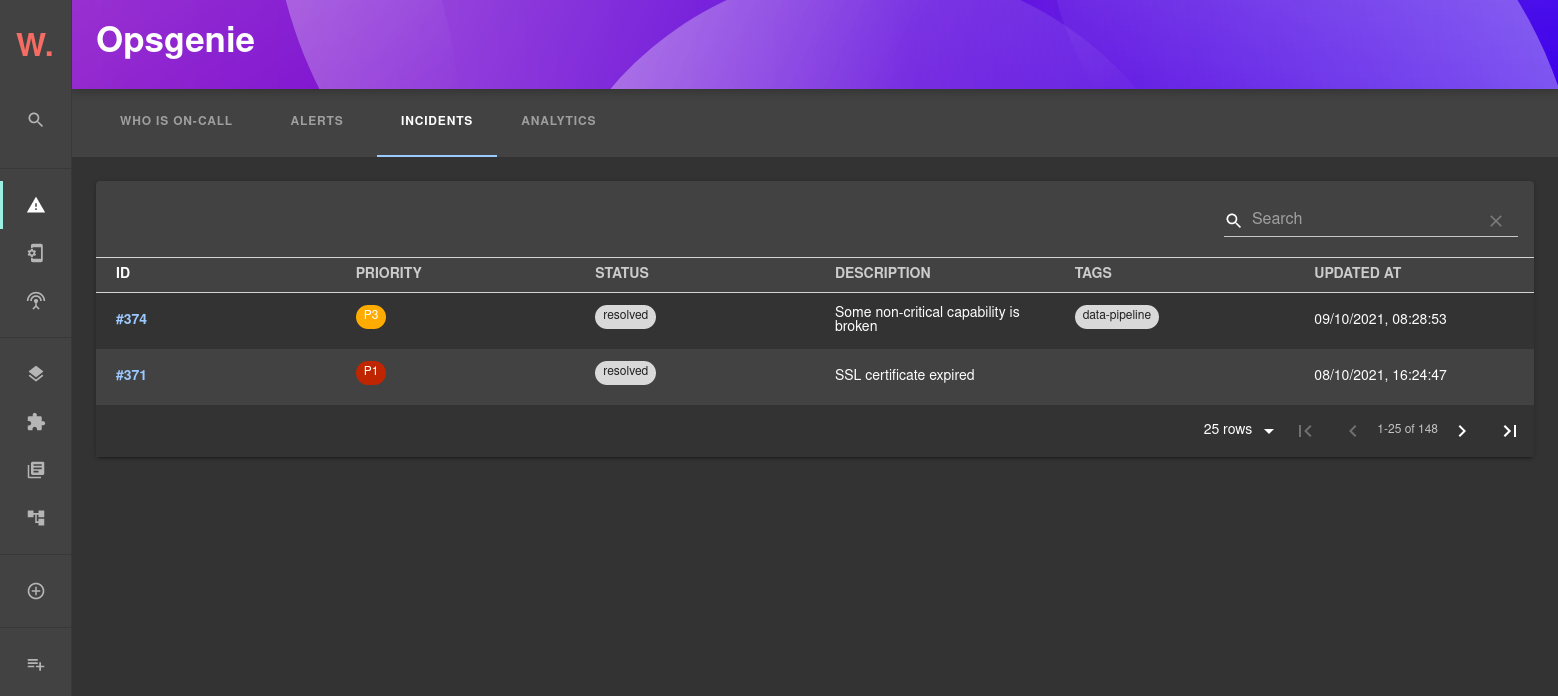 W.
Opsgenie
WHO IS ON-CALL ALERTS INCIDENTS ANALYTICS
Search
ID PRIORITY STATUS DESCRIPTION TAGS UPDATED AT
#374 P3 resolved Some non-critical capability is broken data-pipeline 09/10/2021, 08:28:53
#371 P1 resolved SSL certificate expired 08/10/2021, 16:24:47
25 rows 1-25 of 148